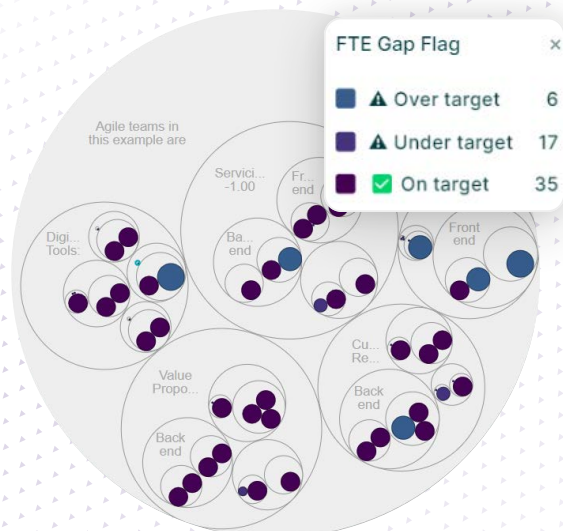 FTE Gap Flag ×
Over target 6
Under target 17
On target 35
Agile teams in
this example are
Servici...
-1.00
Fr...
end
Ba...
end
Digi...
Tools:
Front
end
Value
Propo...
Back
end
Cu...
Re...
Back
end